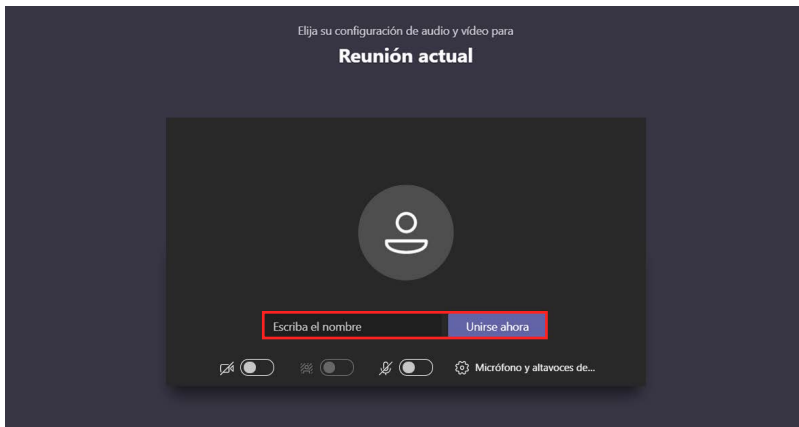 Elija su configuración de audio y vídeo para
Reunión actual
Escriba el nombre
Unirse ahora
Micrófono y altavoces de...